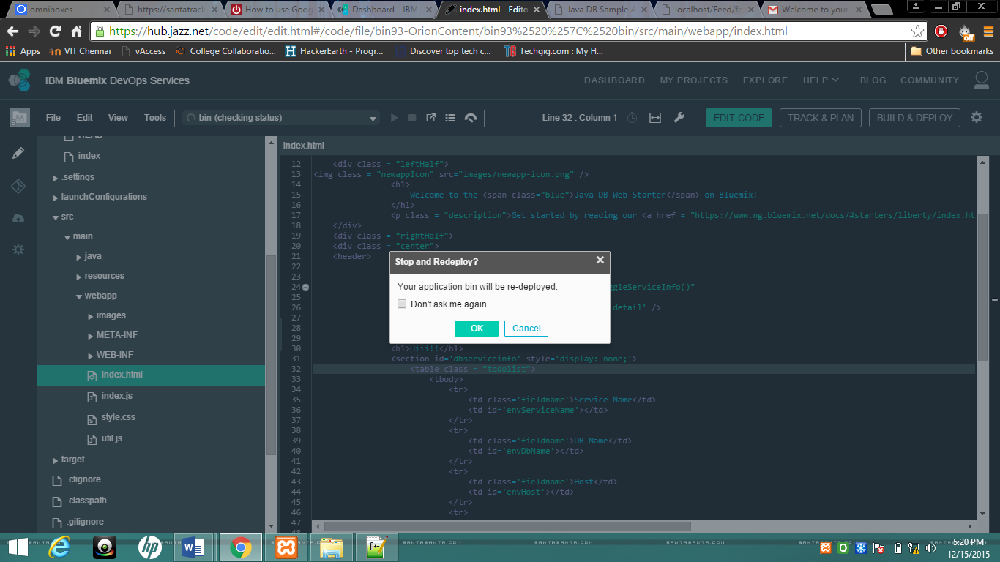 omniboxes
https://santatrack
How to use Goog
Dashboard - IBM
index.html - Edito
Java DB Sample A
localhost/Feed/fb
Welcome to your
https://hub.jazz.net/code/edit/edit.html#/code/file/bin93-OrionContent/bin93%2520%257C%2520bin/src/main/webapp/index.html
Apps
VIT Chennai
vAccess
College Collaboratio...
HackerEarth - Progr...
Discover top tech c...
Techgig.com : My H...
Other bookmarks
off
IBM Bluemix DevOps Services
DASHBOARD
MY PROJECTS
EXPLORE
HELP
BLOG
COMMUNITY
File
Edit
View
Tools
bin (checking status)
Line 32 : Column 1
EDIT CODE
TRACK & PLAN
BUILD & DEPLOY
index
.settings
launchConfigurations
src
main
java
resources
webapp
images
META-INF
WEB-INF
index.html
index.js
style.css
util.js
target
.cfignore
.classpath
.gitignore
index.html
12 <div class = "leftHalf">
13 <img class = "newappIcon" src="images/newapp-icon.png" />
14 <h1>
15 Welcome to the <span class="blue">Java DB Web Starter</span> on Bluemix!
16 </h1>
17 <p class = "description">Get started by reading our <a href = "https://www.ng.bluemix.net/docs/#starters/liberty/index.ht
18 </div>
19 <div class = "rightHalf">
20 <div class = "center">
21 <header>
22
23
24 ggleServiceInfo()"
25
26 detail' />
27
28
29
30 <h1>Hiii!!</h1>
31 <section id='dbserviceinfo' style='display: none;'>
32 <table class = "todolist">
33 <tbody>
34 <tr>
35 <td class='fieldname'>Service Name</td>
36 <td id='envServiceName'></td>
37 </tr>
38 <tr>
39 <td class='fieldname'>DB Name</td>
40 <td id='envDbName'></td>
41 </tr>
42 <tr>
43 <td class='fieldname'>Host</td>
44 <td id='envHost'></td>
45 </tr>
46 <tr>
47
Stop and Redeploy?
Your application bin will be re-deployed.
Don't ask me again.
OK
Cancel
SANTASANTA.COM
5:20 PM
12/15/2015